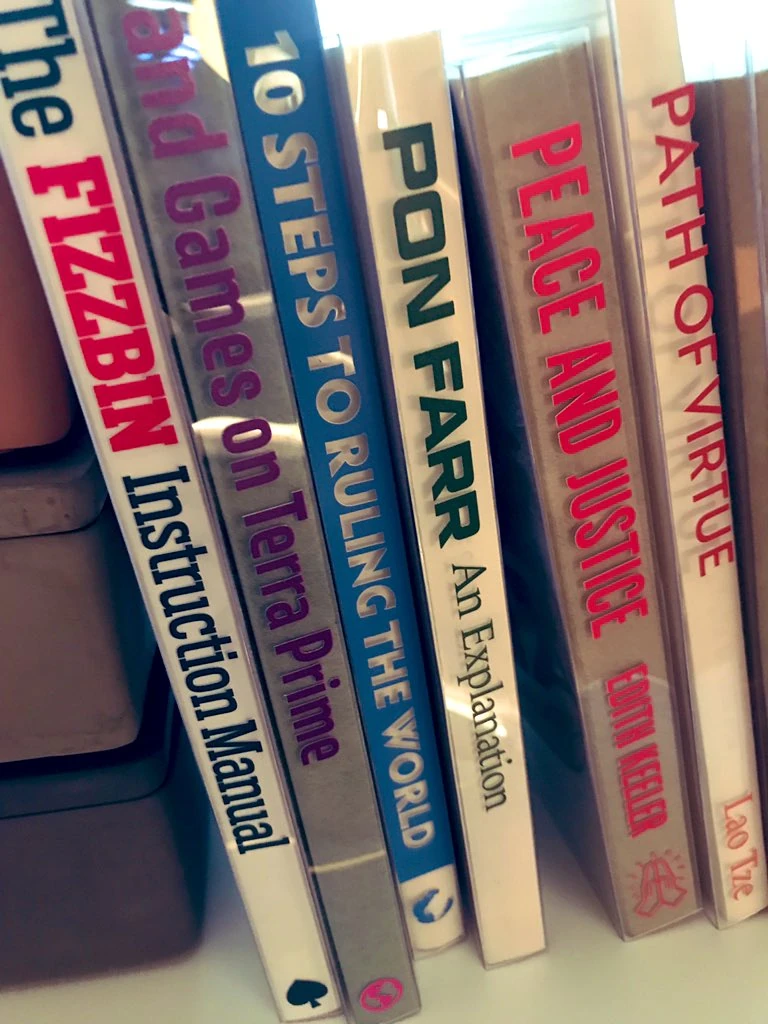 The FIZZBIN Instruction Manual
and Games on Terra Prime
10 STEPS TO RULING THE WORLD
PON FARR An Explanation
PEACE AND JUSTICE EDITH KEELER
PATH OF VIRTUE Lao Tze